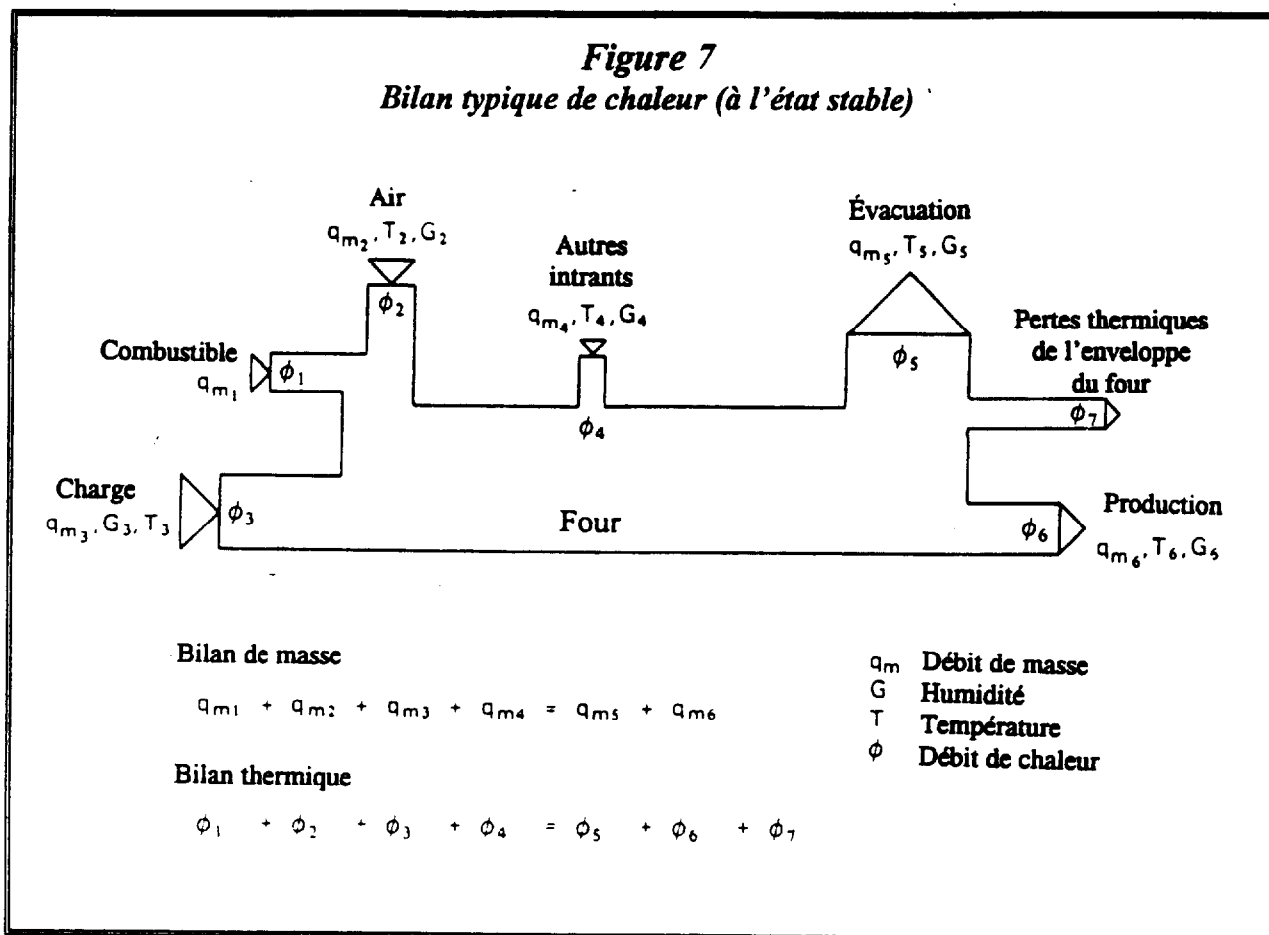 Figure 7
Bilan typique de chaleur (à l'état stable)
Air
qm2, T2, G2
Autres
intrants
qm4, T4, G4
Évacuation
qm5, T5, G5
Combustible
qm1
Charge
qm3, G3, T3
ϕ1
ϕ2
ϕ3
ϕ4
ϕ5
Pertes thermiques
de l'enveloppe
du four
ϕ7
Four
ϕ6
Production
qm6, T6, G5
Bilan de masse
qm1 + qm2 + qm3 + qm4 = qm5 + qm6
Bilan thermique
ϕ1 + ϕ2 + ϕ3 + ϕ4 = ϕ5 + ϕ6 + ϕ7
qm Débit de masse
G Humidité
T Température
ϕ Débit de chaleur